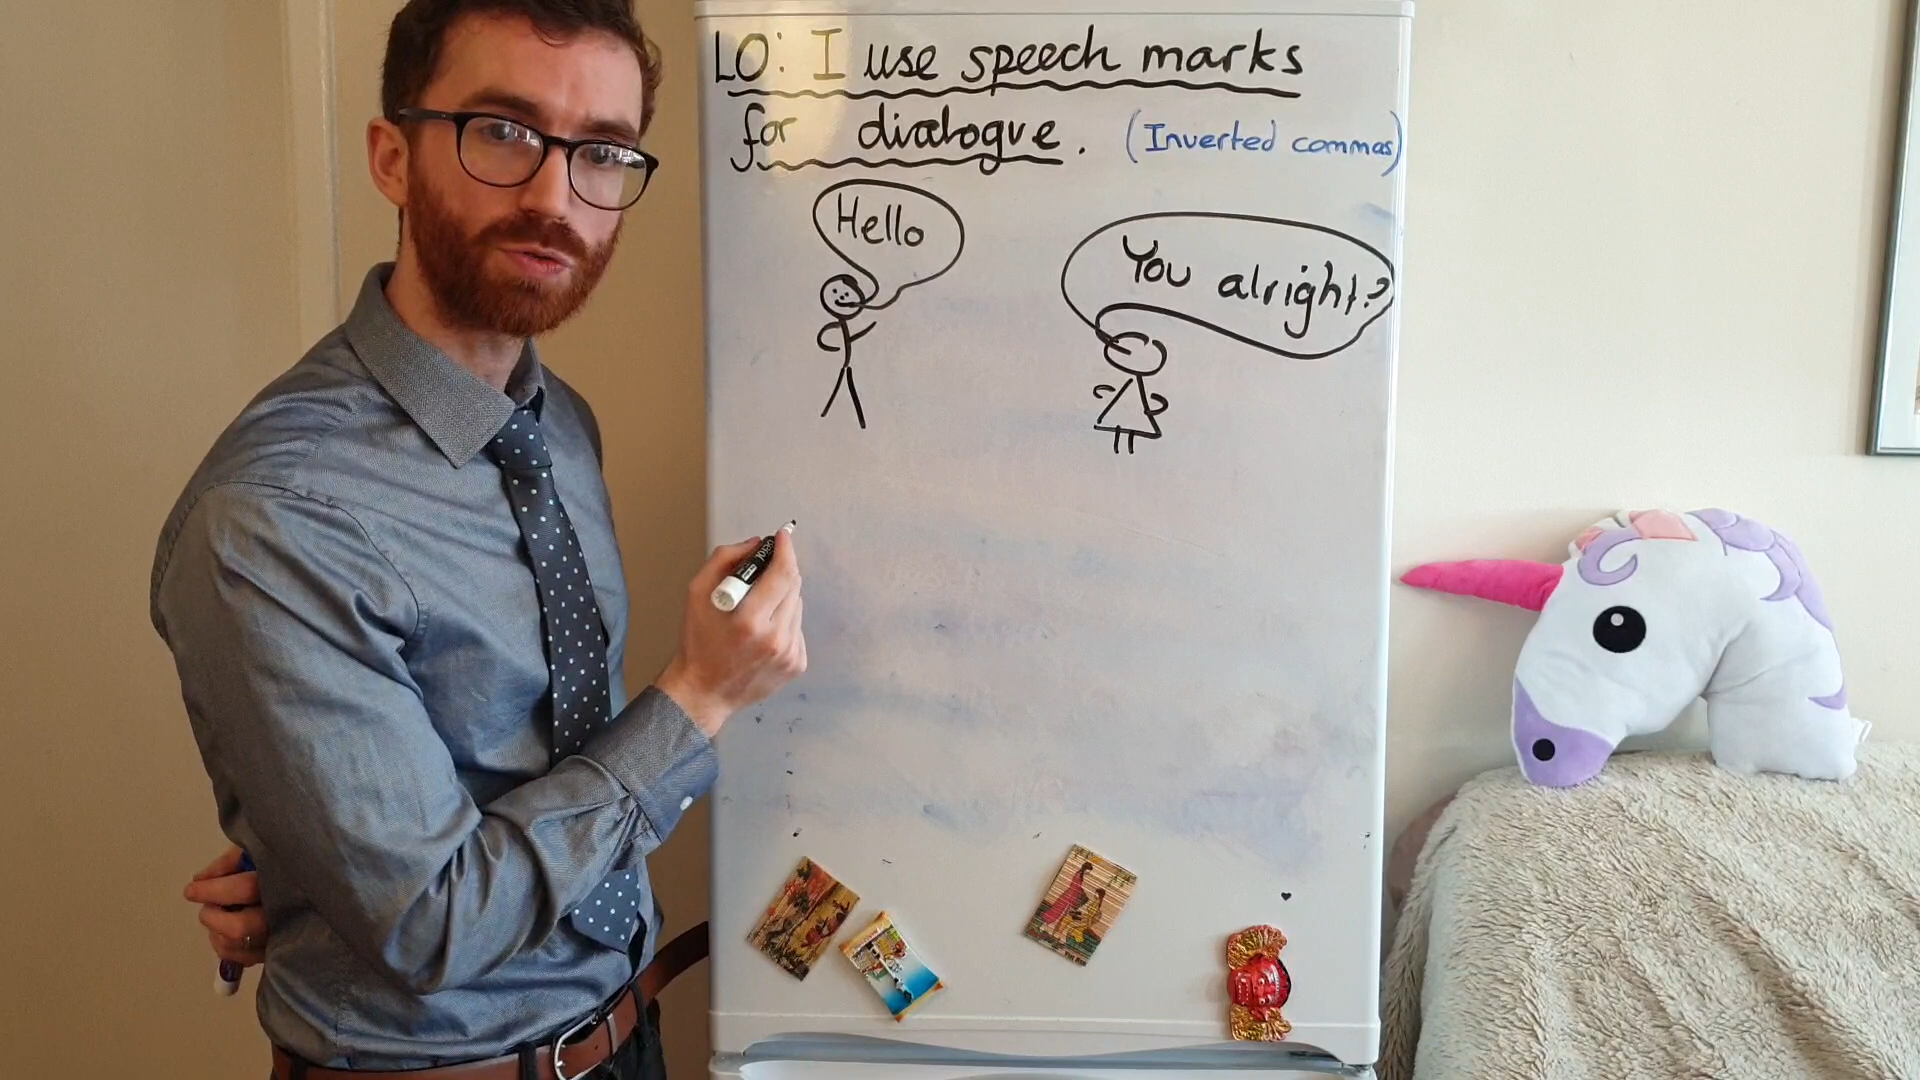 LO: I use speech marks
for dialogue. (Inverted commas)
Hello
You alright?